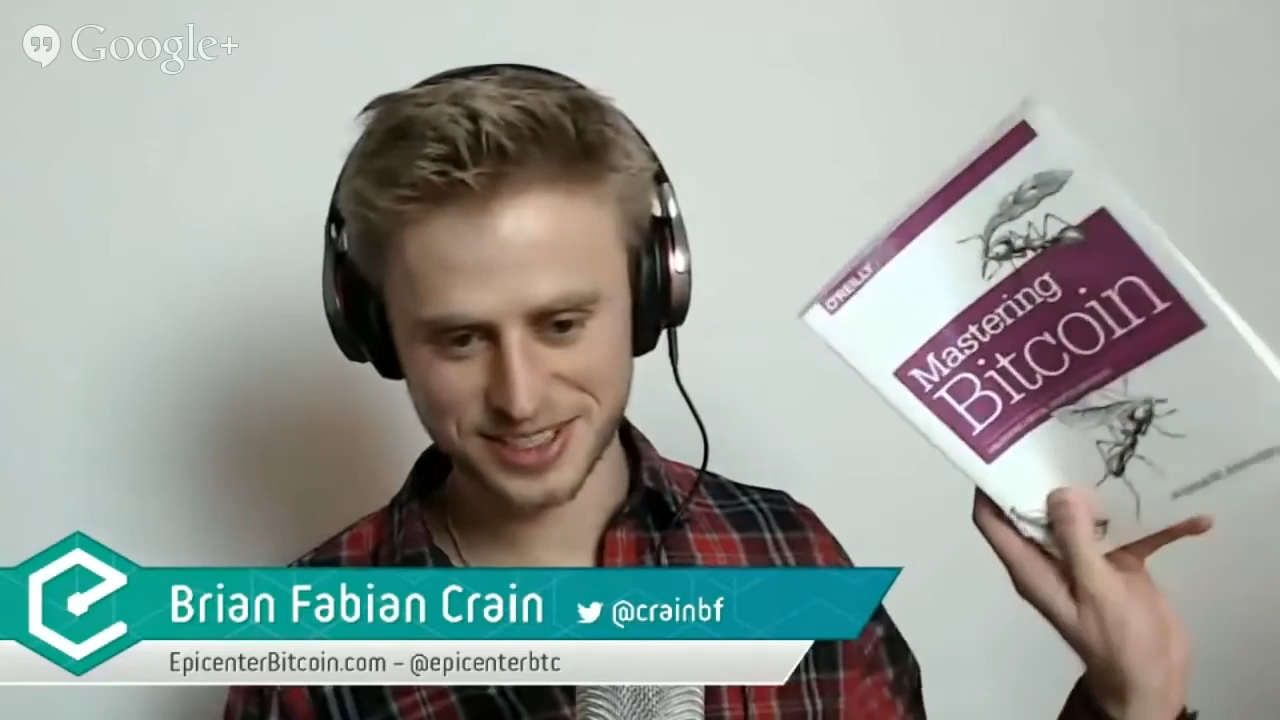 Google+
O'REILLY
Mastering
Bitcoin
Brian Fabian Crain @crainbf
EpicenterBitcoin.com – @epicenterbtc